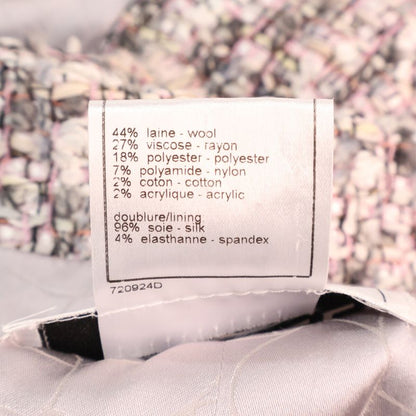 44% laine - wool
27% viscose - rayon
18% polyester - polyester
7% polyamide - nylon
2% coton - cotton
2% acrylique - acrylic
doublure/lining
96% soie - silk
4% elasthanne - spandex
720924D